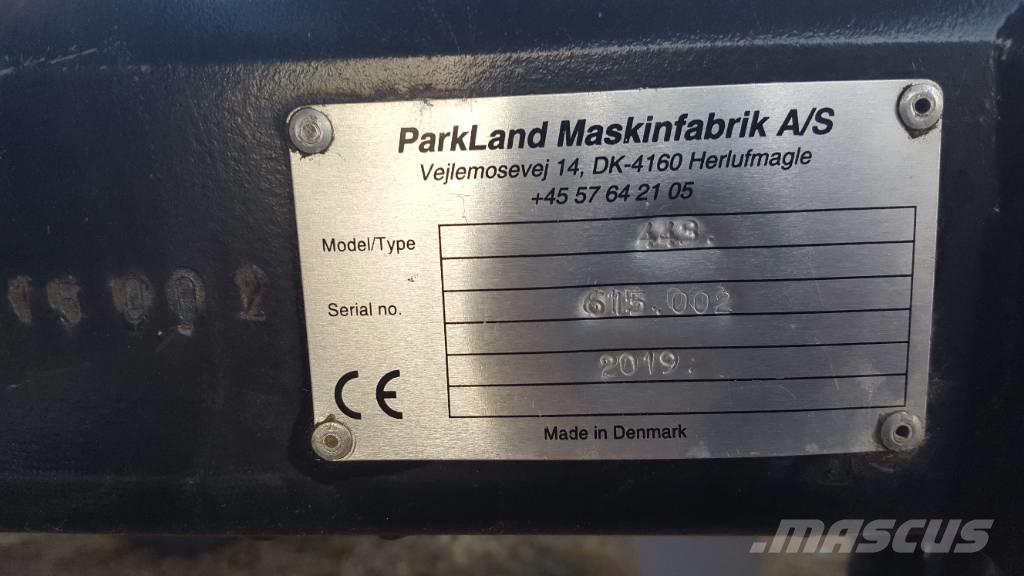 ParkLand Maskinfabrik A/S
Vejlemosevej 14, DK-4160 Herlufmagle
+45 57 64 21 05
Model/Type
Serial no. 615.002
2019.
CE
Made in Denmark
MASCUS